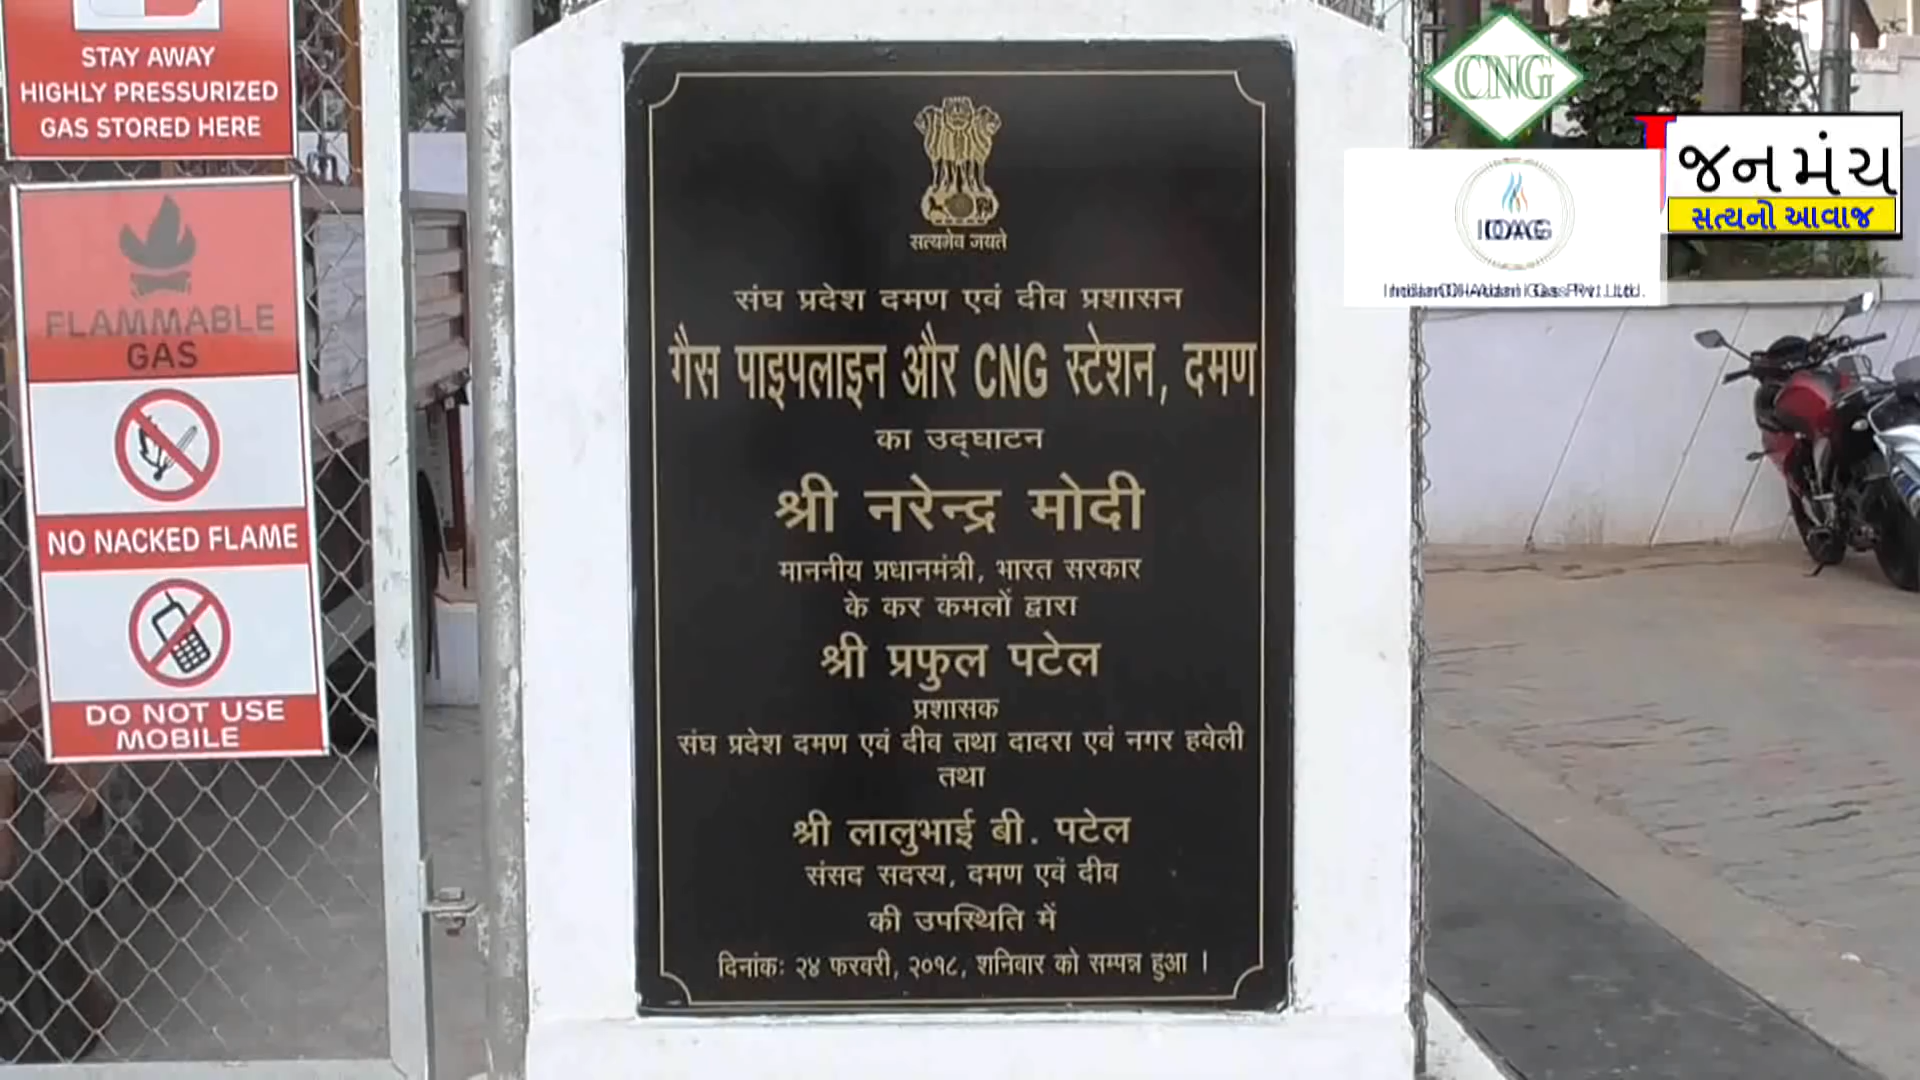 STAY AWAY
HIGHLY PRESSURIZED
GAS STORED HERE
FLAMMABLE
GAS
NO NACKED FLAME
DO NOT USE
MOBILE
सत्यमेव जयते
संघ प्रदेश दमण एवं दीव प्रशासन
गैस पाइपलाइन और CNG स्टेशन, दमण
का उद्घाटन
श्री नरेन्द्र मोदी
माननीय प्रधानमंत्री, भारत सरकार
के कर कमलों द्वारा
श्री प्रफुल पटेल
प्रशासक
संघ प्रदेश दमण एवं दीव तथा दादरा एवं नगर हवेली
तथा
श्री लालुभाई बी. पटेल
संसद सदस्य, दमण एवं दीव
की उपस्थिति में
दिनांकः २४ फरवरी, २०१८, शनिवार को सम्पन्न हुआ ।
CNG
જનમંચ
સત્યનો આવાજ